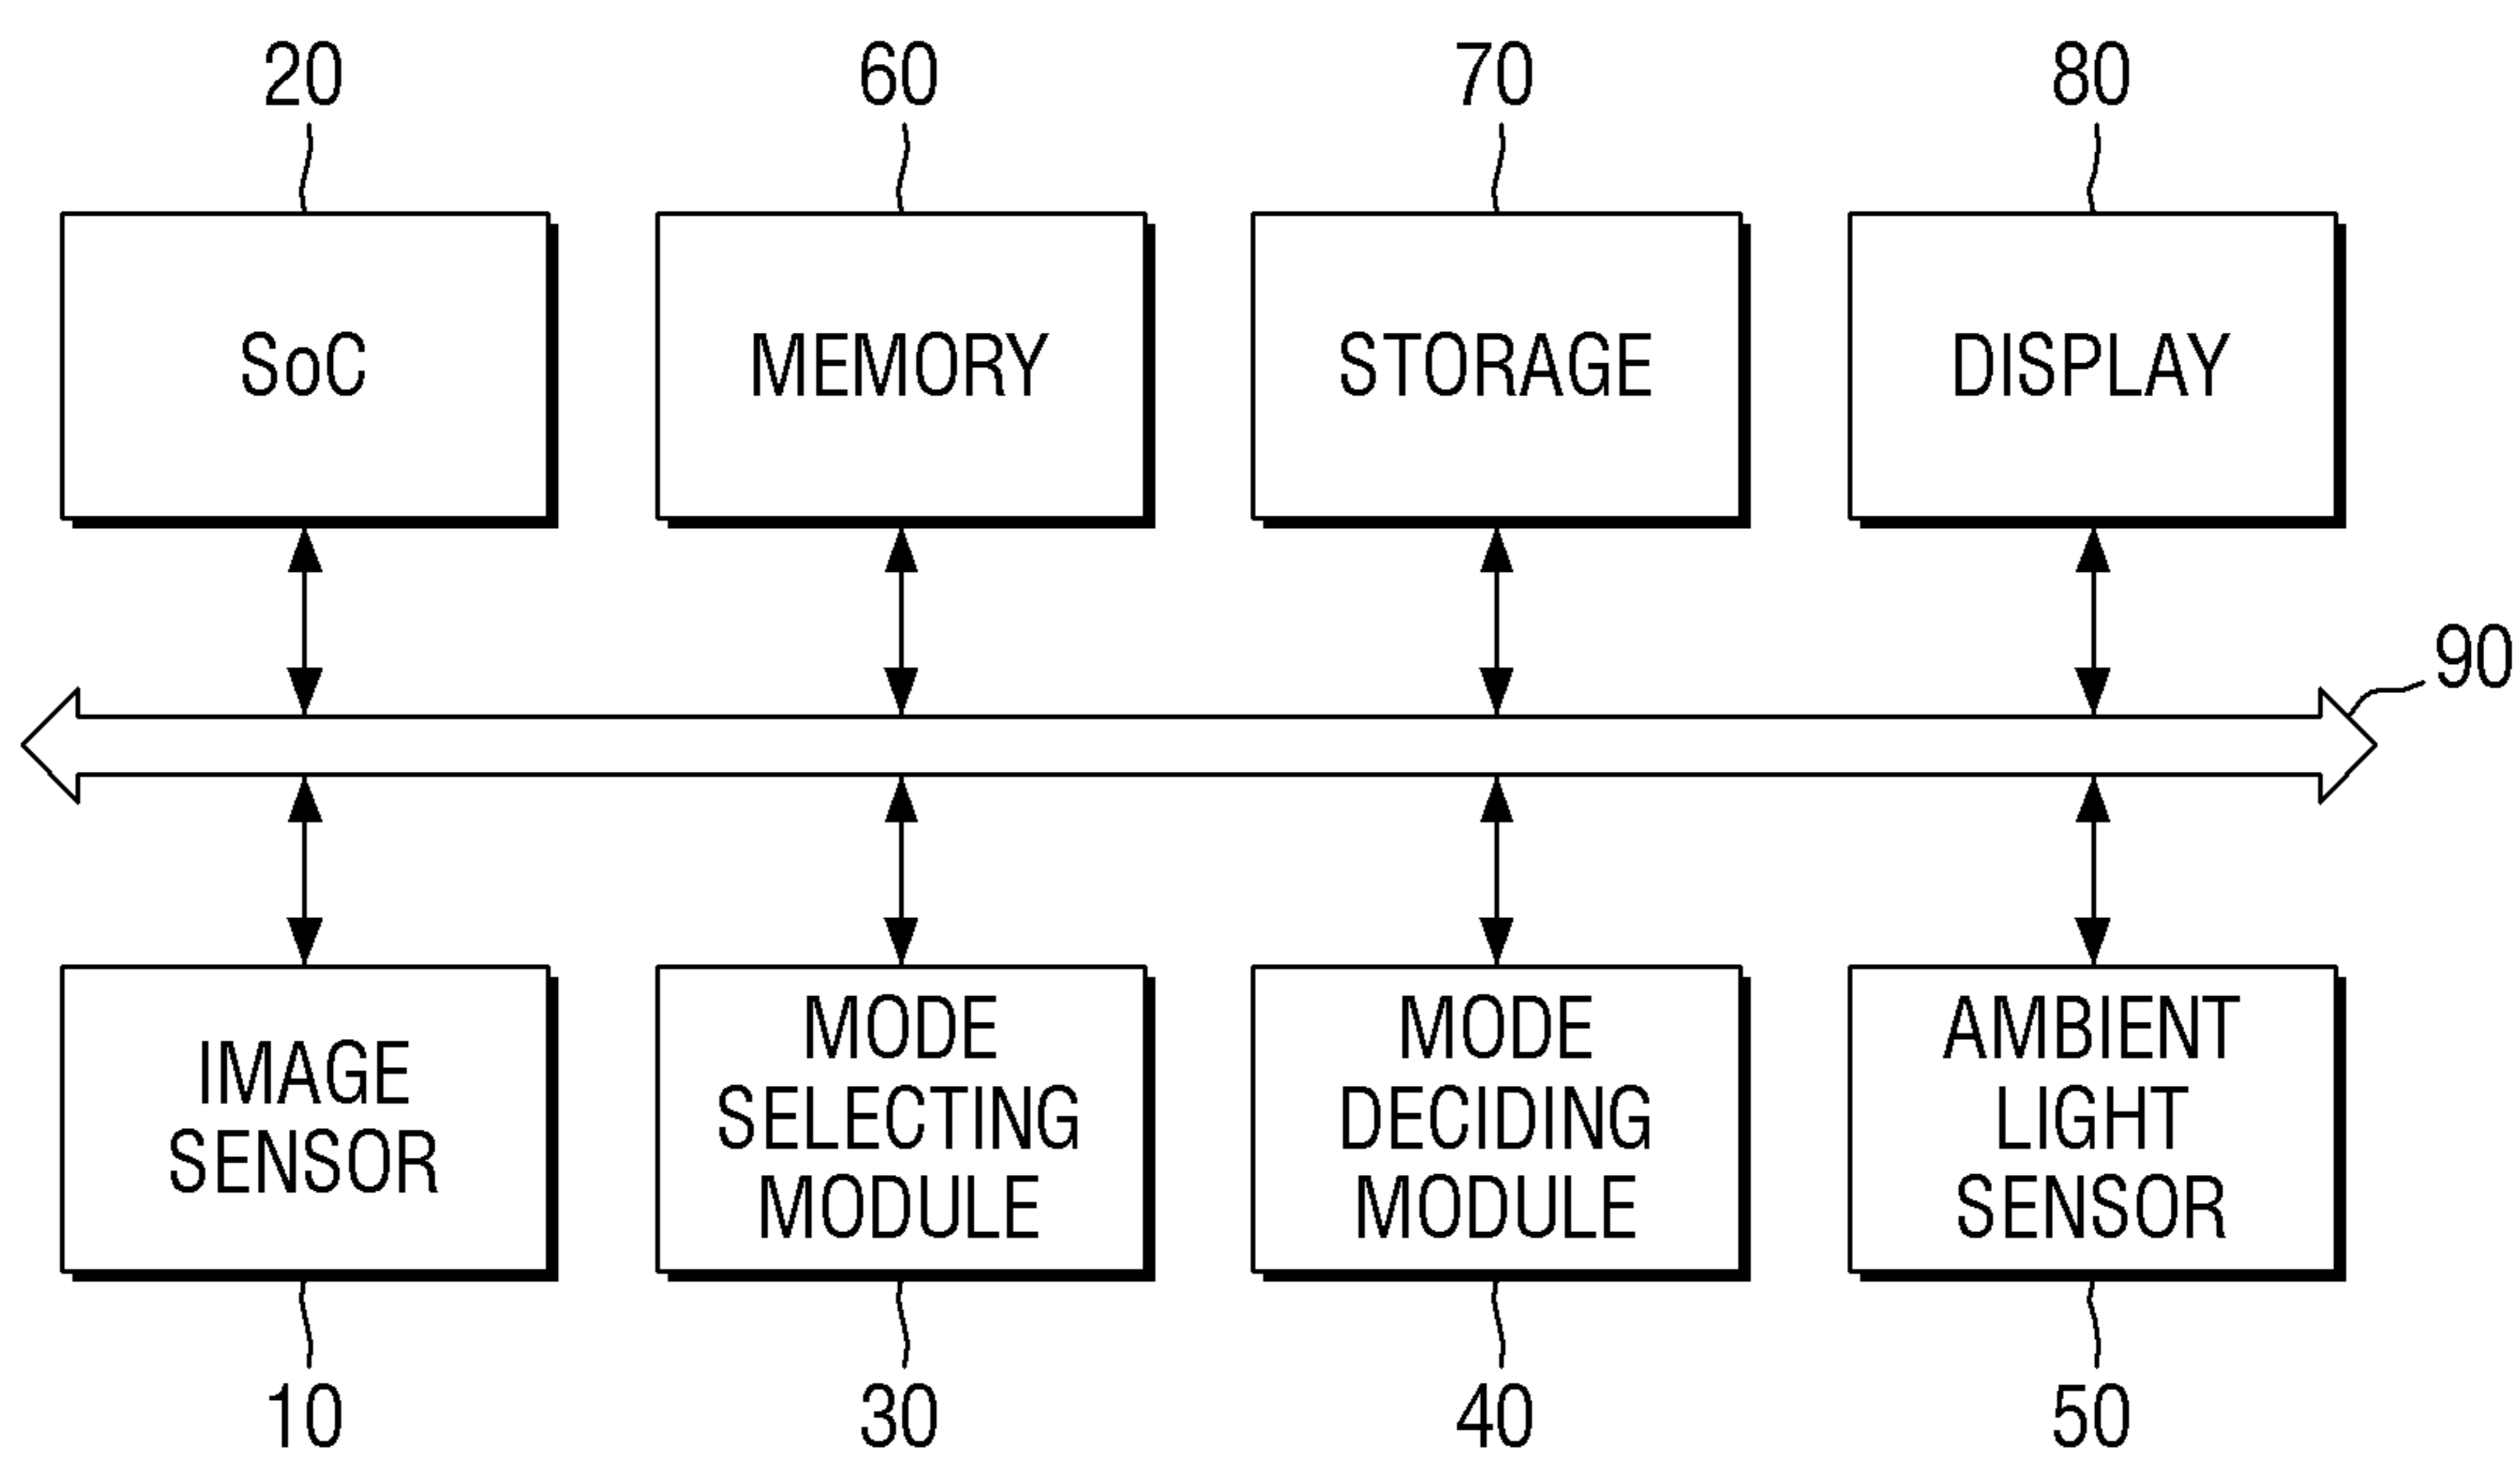 20
60
70
80
SoC
MEMORY
STORAGE
DISPLAY
90
IMAGE
SENSOR
MODE
SELECTING
MODULE
MODE
DECIDING
MODULE
AMBIENT
LIGHT
SENSOR
10
30
40
50